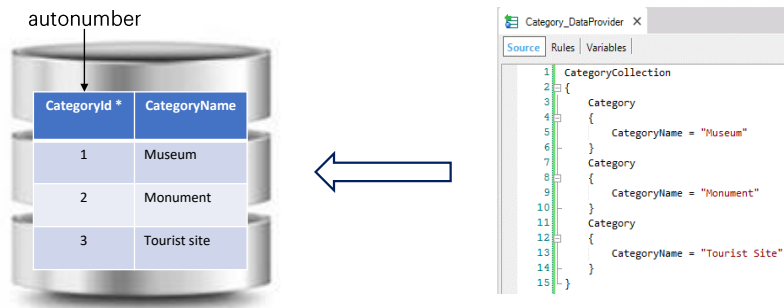 autonumber
CategoryId * CategoryName
1 Museum
2 Monument
3 Tourist site
Category_DataProvider X
Source Rules Variables
1 CategoryCollection
2 {
3 Category
4 {
5 CategoryName = "Museum"
6 }
7 Category
8 {
9 CategoryName = "Monument"
10 }
11 Category
12 {
13 CategoryName = "Tourist Site"
14 }
15 }